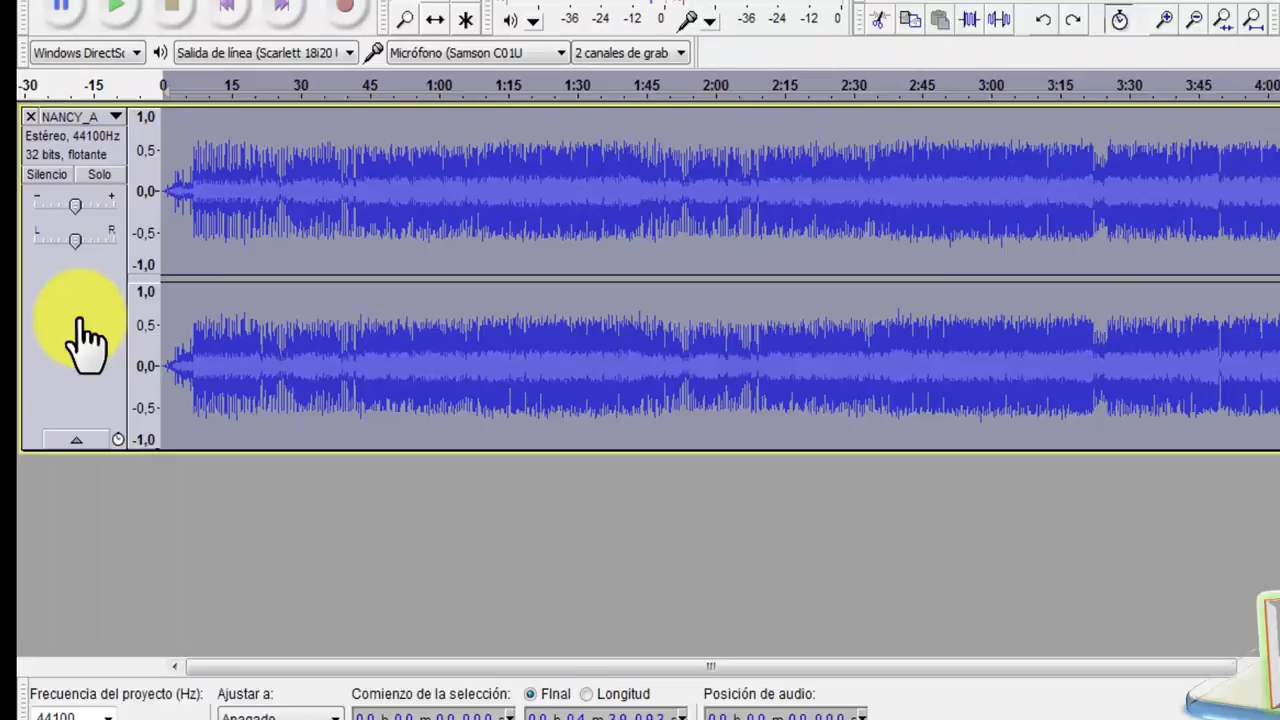 -36 -24 -12 0 -36 -24 -12 0
Windows DirectSo Salida de línea (Scarlett 18i20 Micrófono (Samson C01U 2 canales de grab
-30 -15 0 15 30 45 1:00 1:15 1:30 1:45 2:00 2:15 2:30 2:45 3:00 3:15 3:30 3:45 4:00
NANCY_A
Estéreo, 44100Hz
32 bits, flotante
Silencio Solo
- +
L R
1,0
0,5
0,0
-0,5
-1,0
1,0
0,5
0,0
-0,5
-1,0
Frecuencia del proyecto (Hz): Ajustar a: Comienzo de la selección: FInal Longitud Posición de audio:
44100 Apagado